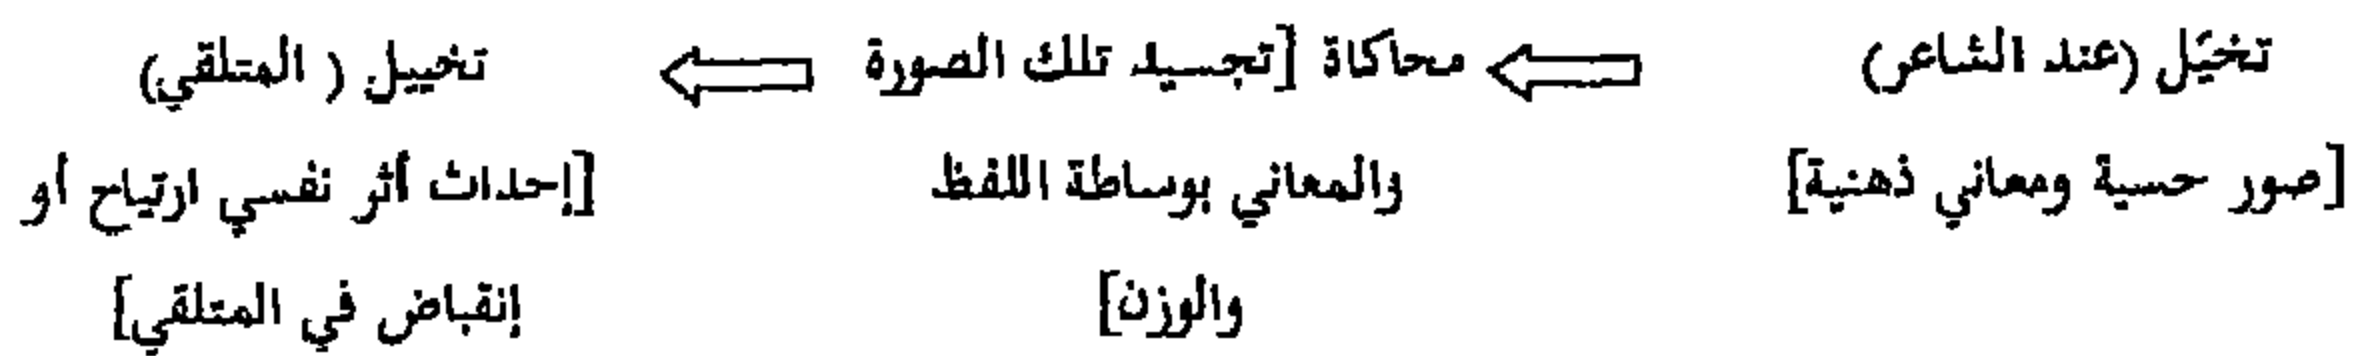 تخيّل (عند الشاعر) ⇐ محاكاة [تجسيد تلك الصورة ⇐ تخييل ( المتلقي)
[صور حسية ومعاني ذهنية] والمعاني بوساطة اللفظ [إحداث أثر نفسي ارتياح أو
والوزن] إنقباض في المتلقي]